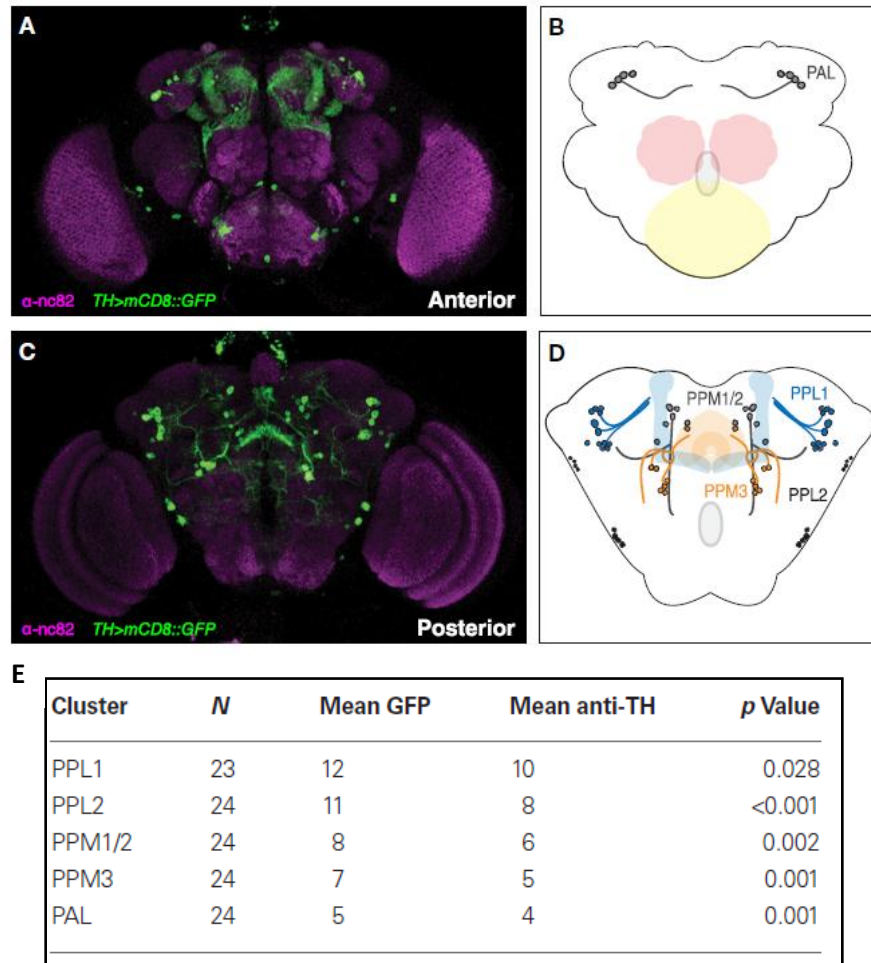 A
α-nc82 TH>mCD8::GFP Anterior
B
PAL
C
α-nc82 TH>mCD8::GFP Posterior
D
PPM1/2
PPL1
PPM3
PPL2
E
Cluster N Mean GFP Mean anti-TH p Value
PPL1 23 12 10 0.028
PPL2 24 11 8 <0.001
PPM1/2 24 8 6 0.002
PPM3 24 7 5 0.001
PAL 24 5 4 0.001